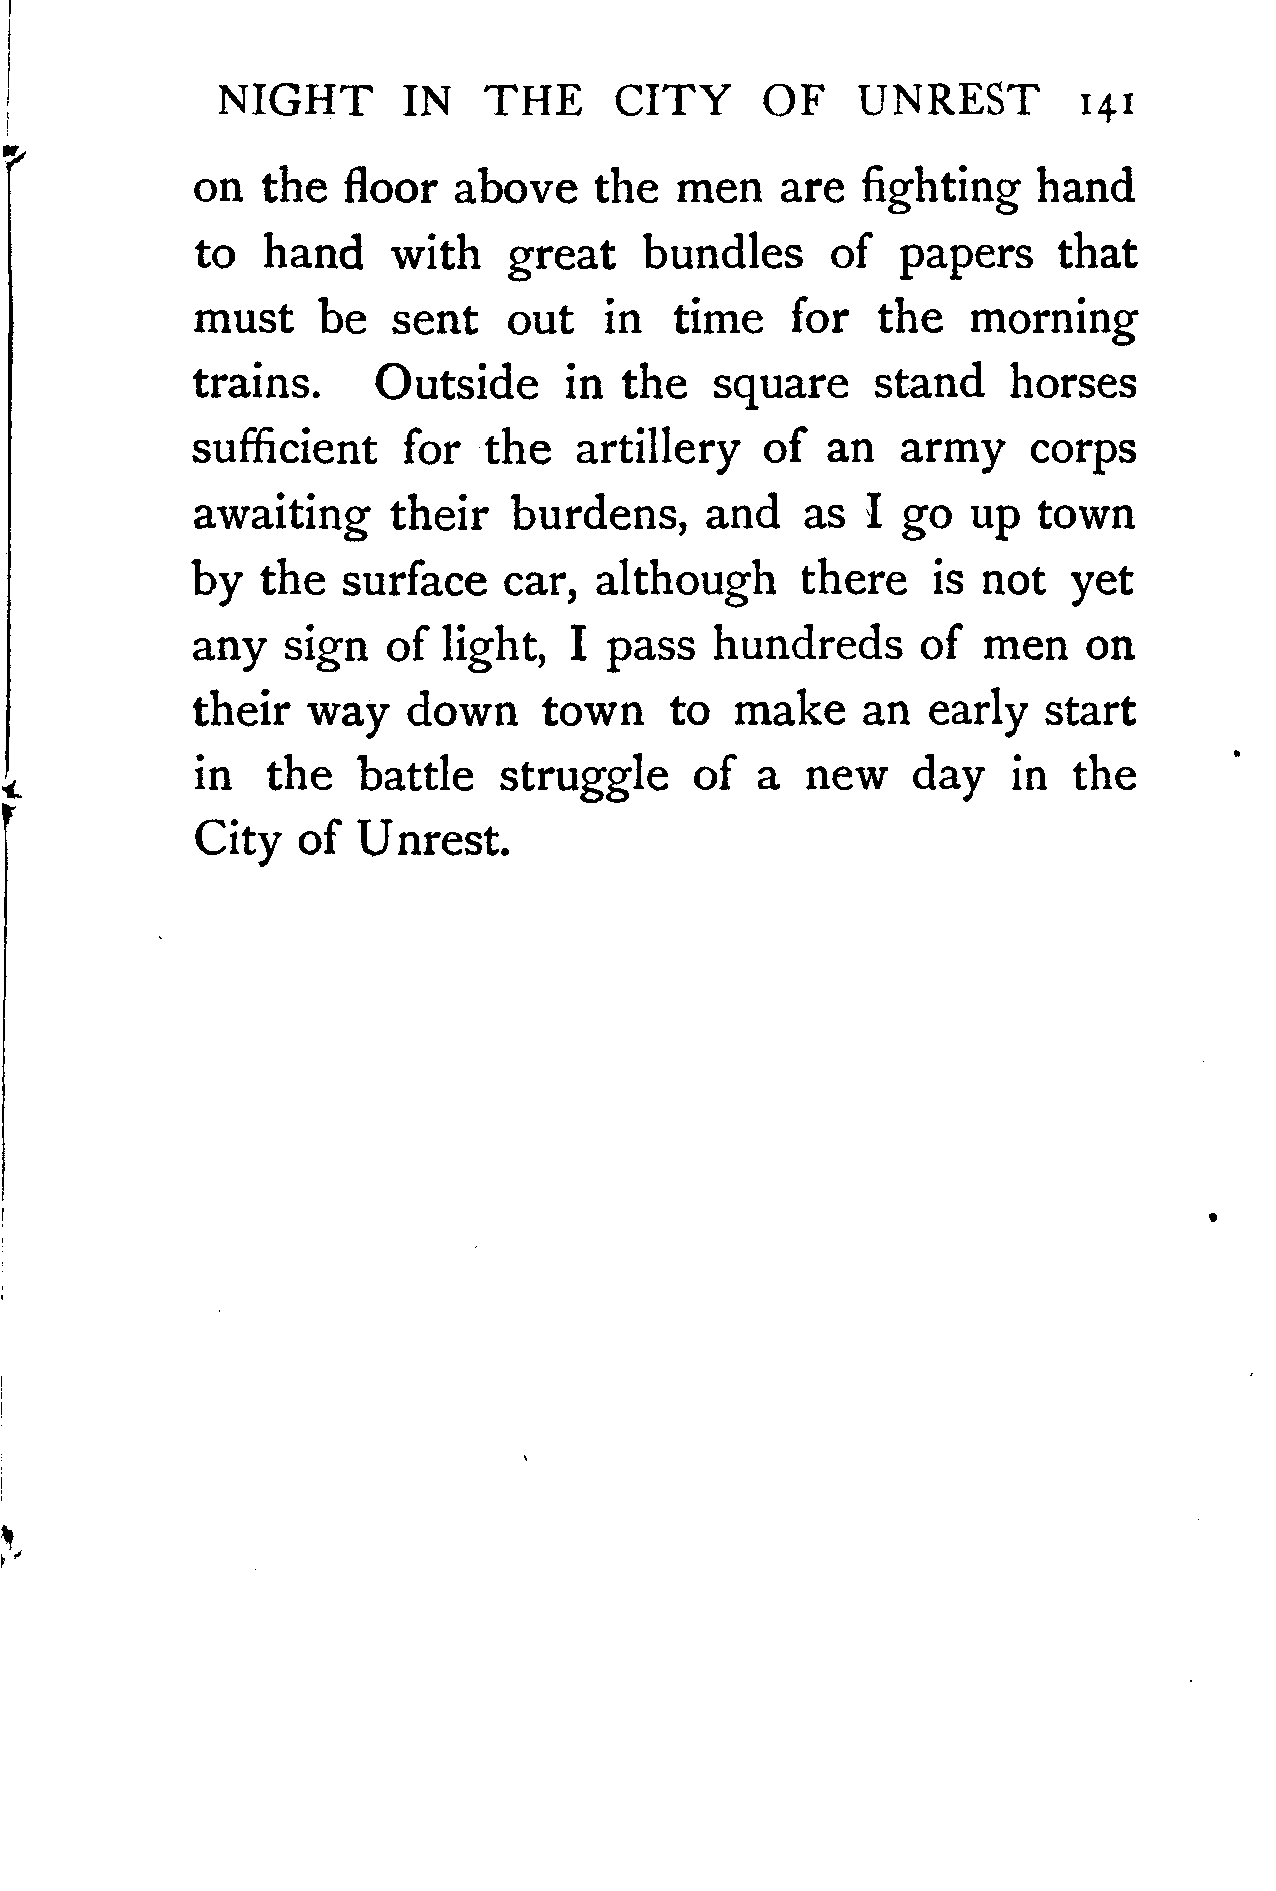 NIGHT IN THE CITY OF UNREST 141
on the floor above the men are fighting hand
to hand with great bundles of papers that
must be sent out in time for the morning
trains. Outside in the square stand horses
sufficient for the artillery of an army corps
awaiting their burdens, and as I go up town
by the surface car, although there is not yet
any sign of light, I pass hundreds of men on
their way down town to make an early start
in the battle struggle of a new day in the
City of Unrest.